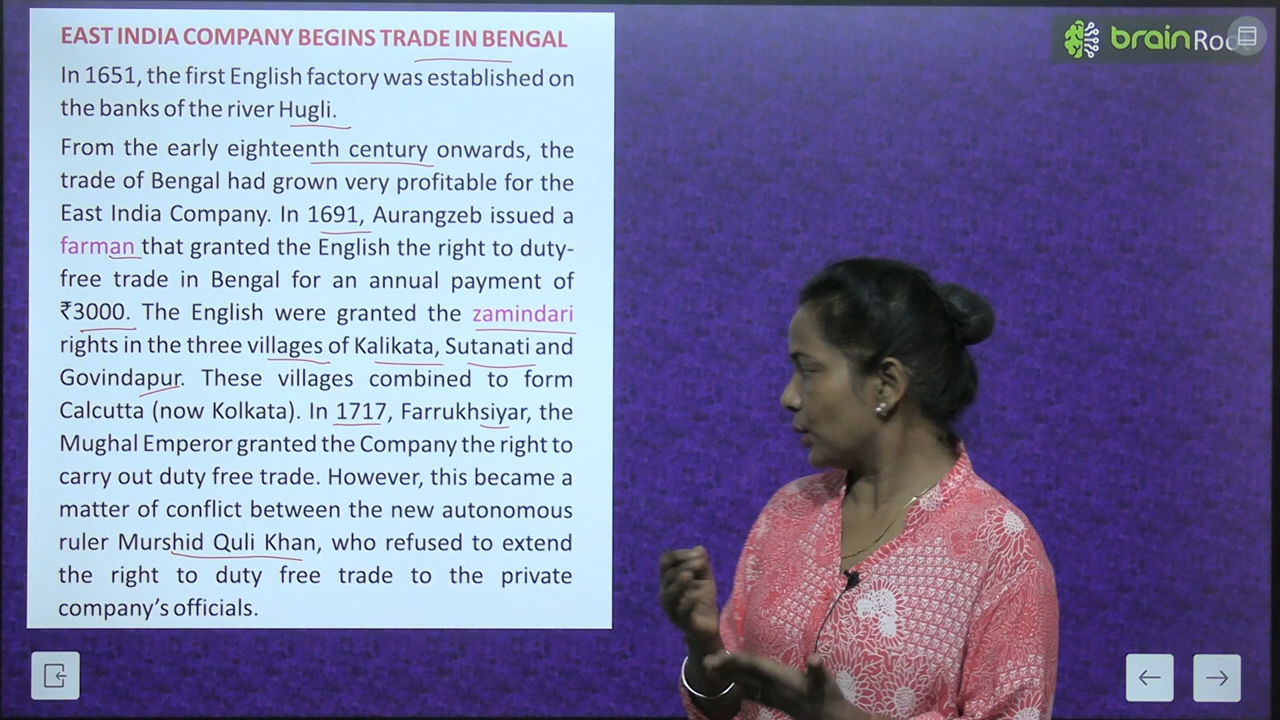 EAST INDIA COMPANY BEGINS TRADE IN BENGAL
In 1651, the first English factory was established on
the banks of the river Hugli.
From the early eighteenth century onwards, the
trade of Bengal had grown very profitable for the
East India Company. In 1691, Aurangzeb issued a
farman that granted the English the right to duty-
free trade in Bengal for an annual payment of
₹3000. The English were granted the zamindari
rights in the three villages of Kalikata, Sutanati and
Govindapur. These villages combined to form
Calcutta (now Kolkata). In 1717, Farrukhsiyar, the
Mughal Emperor granted the Company the right to
carry out duty free trade. However, this became a
matter of conflict between the new autonomous
ruler Murshid Quli Khan, who refused to extend
the right to duty free trade to the private
company's officials.
brain